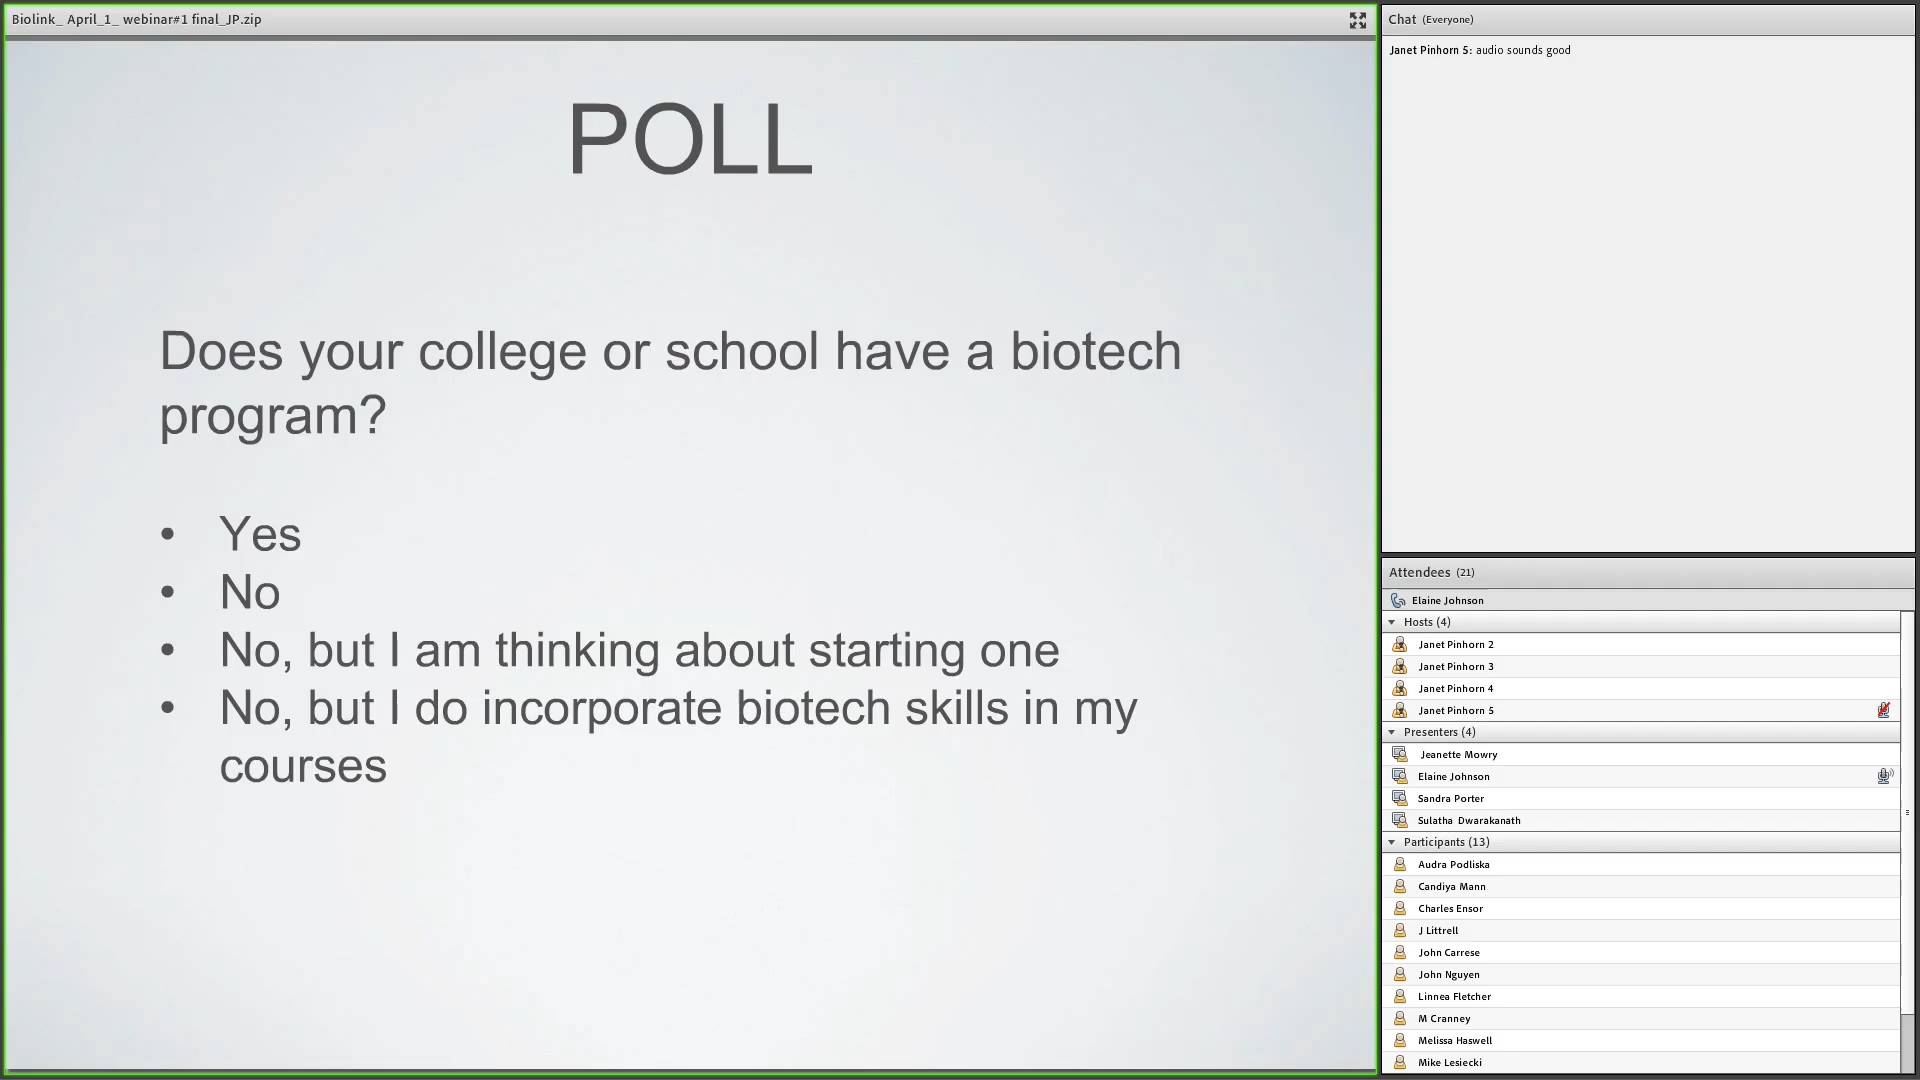 Biolink_ April_1_ webinar#1 final_JP.zip
POLL
Does your college or school have a biotech
program?
• Yes
• No
• No, but I am thinking about starting one
• No, but I do incorporate biotech skills in my
courses
Chat (Everyone)
Janet Pinhorn 5: audio sounds good
Attendees (21)
Elaine Johnson
Hosts (4)
Janet Pinhorn 2
Janet Pinhorn 3
Janet Pinhorn 4
Janet Pinhorn 5
Presenters (4)
Jeanette Mowry
Elaine Johnson
Sandra Porter
Sulatha Dwarakanath
Participants (13)
Audra Podliska
Candiya Mann
Charles Ensor
J Littrell
John Carrese
John Nguyen
Linnea Fletcher
M Cranney
Melissa Haswell
Mike Lesiecki